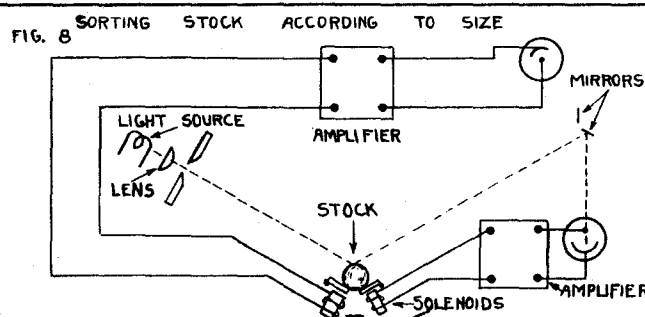 FIG. 8 SORTING STOCK ACCORDING TO SIZE
MIRRORS
LIGHT SOURCE
AMPLIFIER
LENS
STOCK
AMPLIFIER
SOLENOIDS